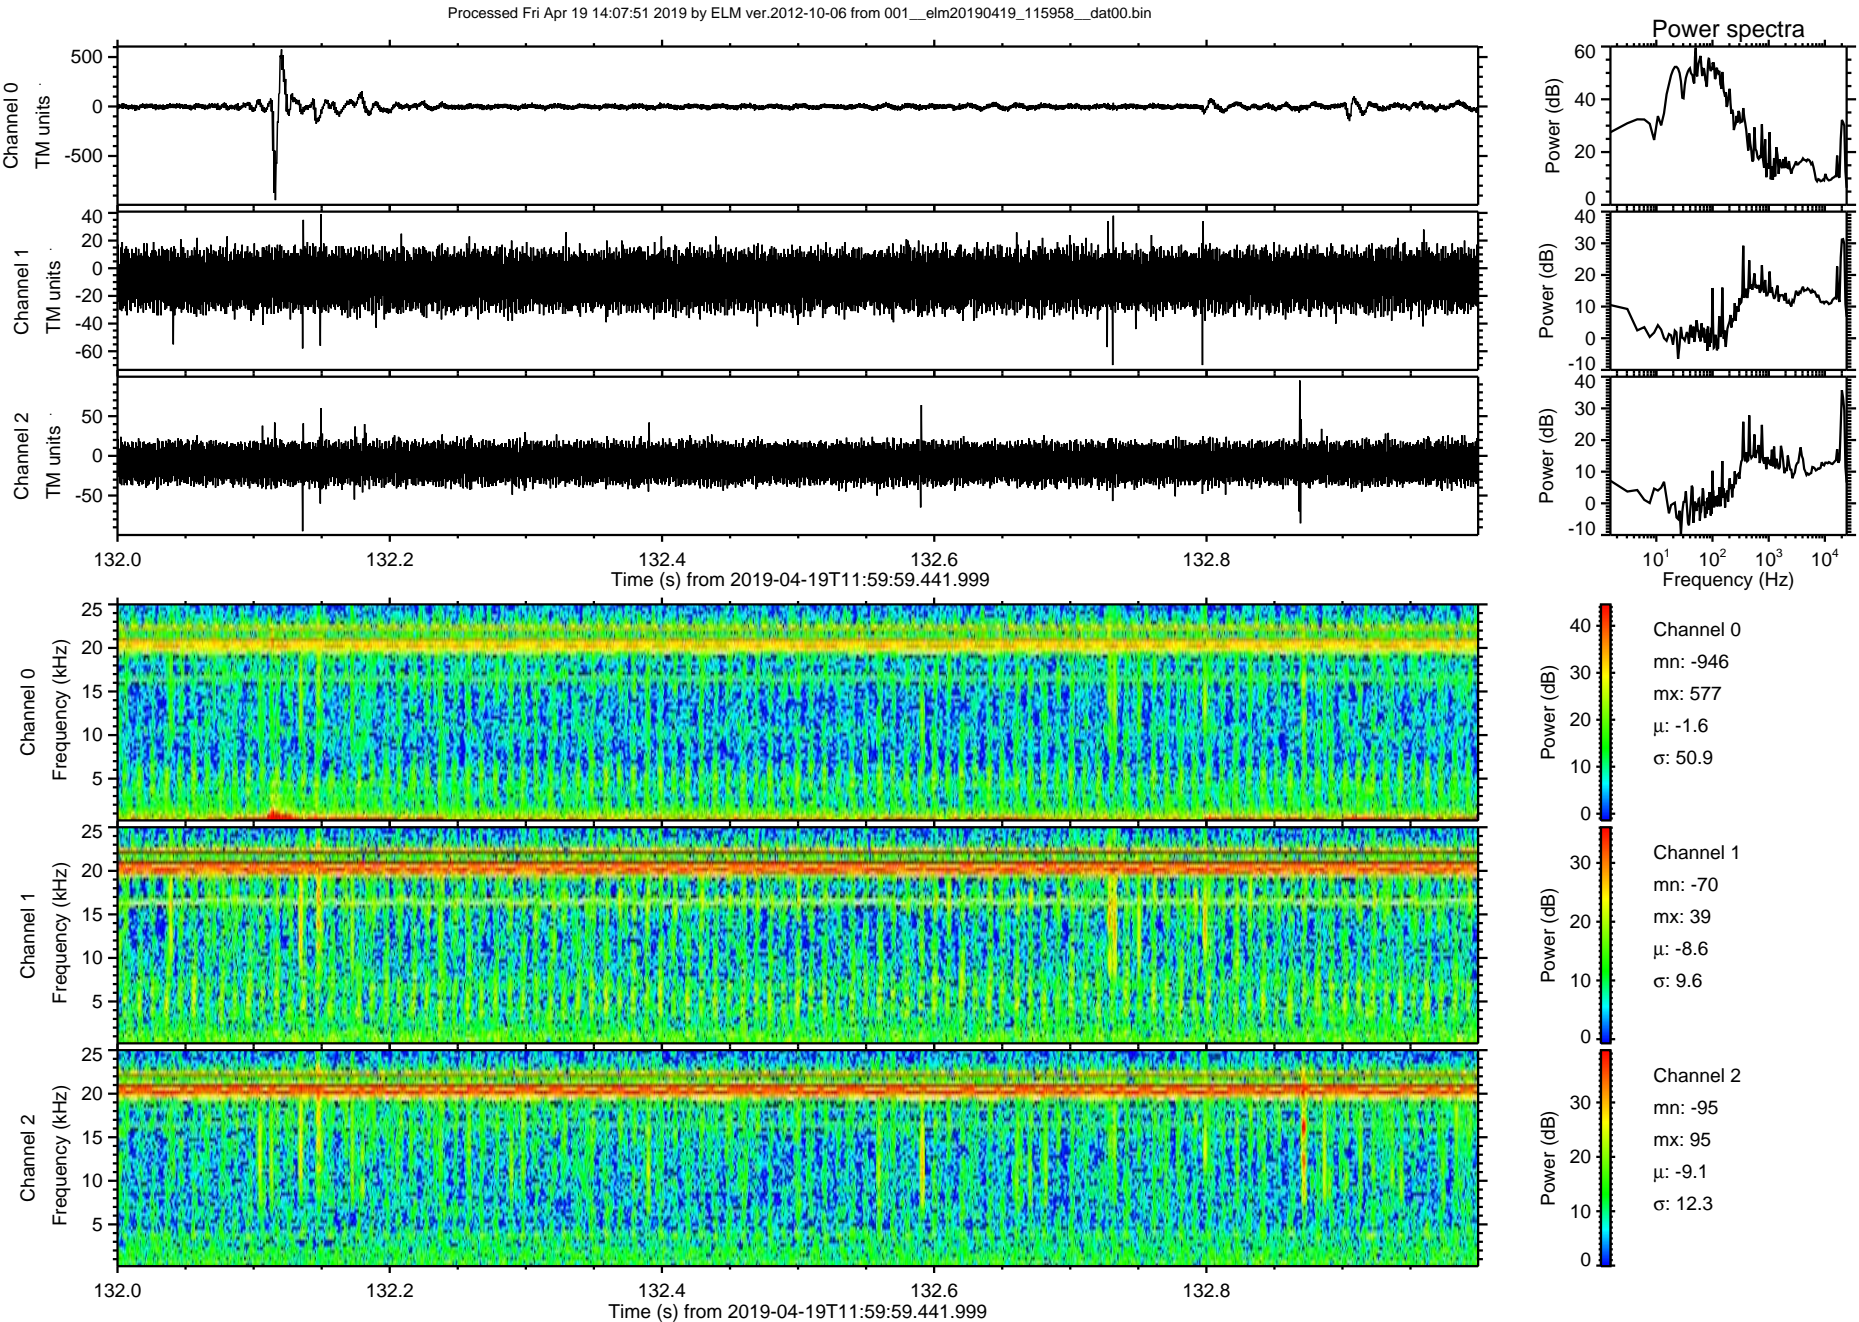 Processed Fri Apr 19 14:07:51 2019 by ELM ver.2012-10-06 from 001__elm20190419_115958__dat00.bin
Power spectra
Channel 0
TM units
500
0
-500
Power (dB)
60
40
20
0
Channel 1
TM units
40
20
0
-20
-40
-60
Power (dB)
40
30
20
10
0
-10
Channel 2
TM units
50
0
-50
Power (dB)
40
30
20
10
0
-10
132.0 132.2 132.4 132.6 132.8
Time (s) from 2019-04-19T11:59:59.441.999
10¹ 10² 10³ 10⁴
Frequency (Hz)
Channel 0
Frequency (kHz)
25
20
15
10
5
Power (dB)
40
30
20
10
0
Channel 0
mn: -946
mx: 577
μ: -1.6
σ: 50.9
Channel 1
Frequency (kHz)
25
20
15
10
5
Power (dB)
30
20
10
0
Channel 1
mn: -70
mx: 39
μ: -8.6
σ: 9.6
Channel 2
Frequency (kHz)
25
20
15
10
5
Power (dB)
30
20
10
0
Channel 2
mn: -95
mx: 95
μ: -9.1
σ: 12.3
132.0 132.2 132.4 132.6 132.8
Time (s) from 2019-04-19T11:59:59.441.999